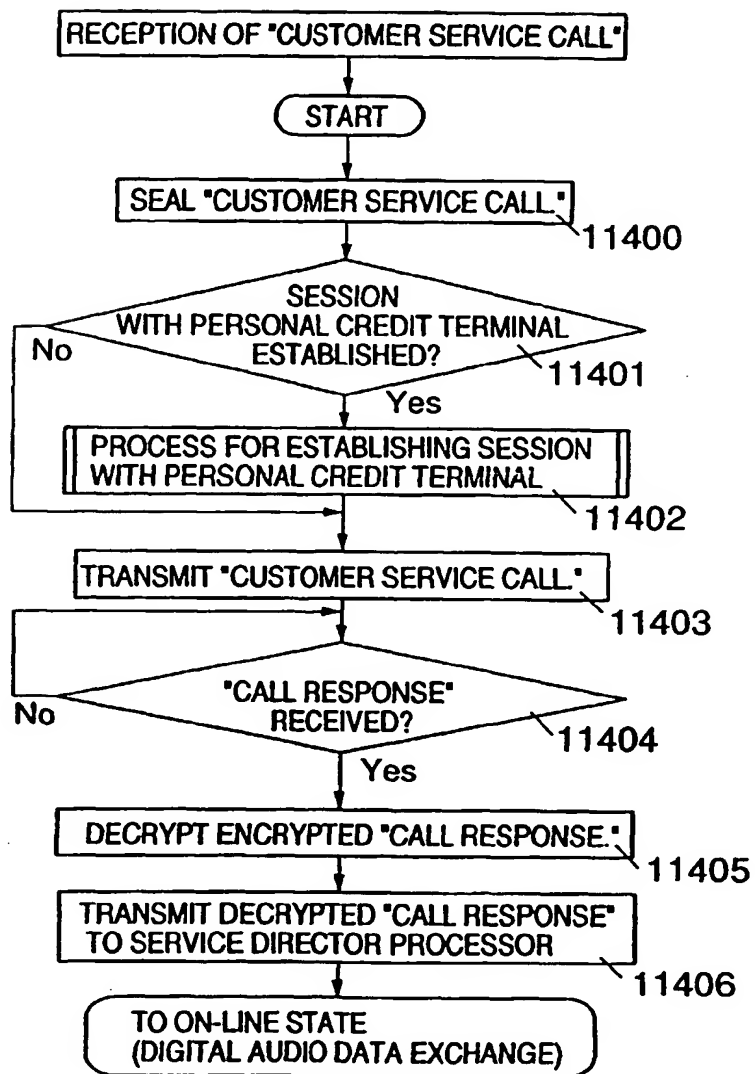 RECEPTION OF "CUSTOMER SERVICE CALL"
START
SEAL "CUSTOMER SERVICE CALL."
11400
SESSION
WITH PERSONAL CREDIT TERMINAL
ESTABLISHED?
No
11401
Yes
PROCESS FOR ESTABLISHING SESSION
WITH PERSONAL CREDIT TERMINAL
11402
TRANSMIT "CUSTOMER SERVICE CALL."
11403
"CALL RESPONSE"
RECEIVED?
No
11404
Yes
DECRYPT ENCRYPTED "CALL RESPONSE."
11405
TRANSMIT DECRYPTED "CALL RESPONSE"
TO SERVICE DIRECTOR PROCESSOR
11406
TO ON-LINE STATE
(DIGITAL AUDIO DATA EXCHANGE)